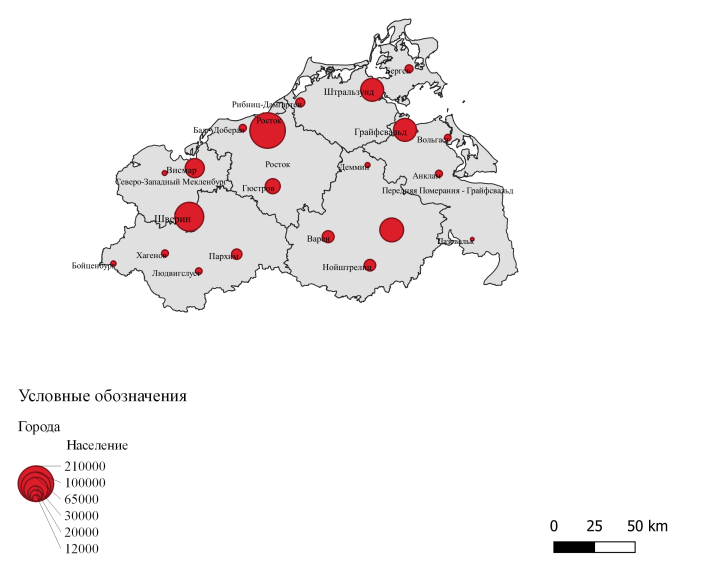 Берген
Штральзунд
Рибниц-Дамгартен
Росток
Бад-Доберан
Грайфсвальд
Вольгаст
Росток
Висмар
Деммин
Анклам
Северо-Западный Мекленбург
Гюстров
Передняя Померания - Грайфсвальд
Шверин
Варен
Пазевальк
Хагенов
Пархим
Бойценбург
Людвигслуст
Нойштрелиц
Условные обозначения
Города
Население
210000
100000
65000
30000
20000
12000
0 25 50 km